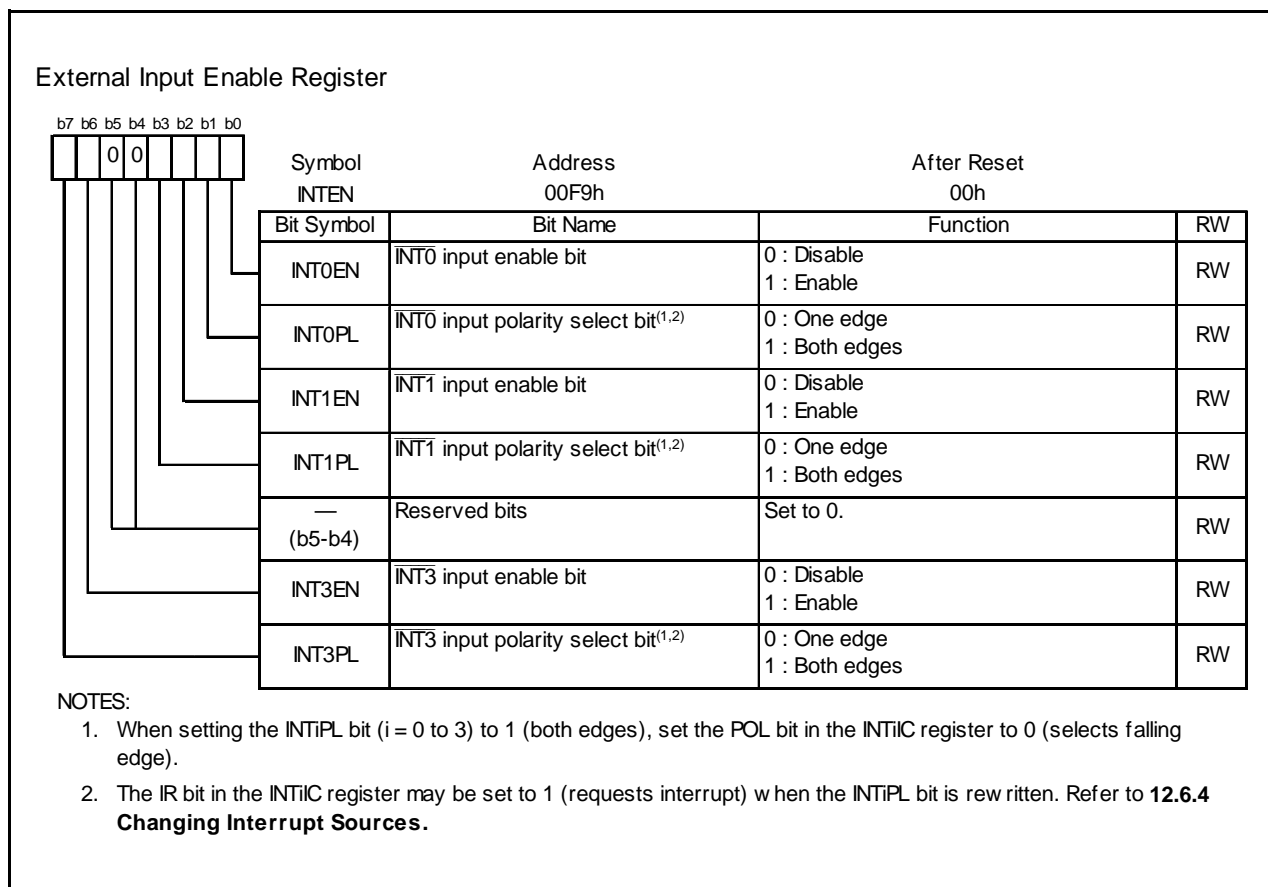 External Input Enable Register
b7 b6 b5 b4 b3 b2 b1 b0
0 0
Symbol Address After Reset
INTEN 00F9h 00h
Bit Symbol Bit Name Function RW
INT0EN INT0 input enable bit 0 : Disable
1 : Enable RW
INT0PL INT0 input polarity select bit(1,2) 0 : One edge
1 : Both edges RW
INT1EN INT1 input enable bit 0 : Disable
1 : Enable RW
INT1PL INT1 input polarity select bit(1,2) 0 : One edge
1 : Both edges RW
— Reserved bits Set to 0.
(b5-b4) RW
INT3EN INT3 input enable bit 0 : Disable
1 : Enable RW
INT3PL INT3 input polarity select bit(1,2) 0 : One edge
1 : Both edges RW
NOTES:
1. When setting the INTiPL bit (i = 0 to 3) to 1 (both edges), set the POL bit in the INTiIC register to 0 (selects falling
edge).
2. The IR bit in the INTiIC register may be set to 1 (requests interrupt) w hen the INTiPL bit is rew ritten. Refer to 12.6.4
Changing Interrupt Sources.